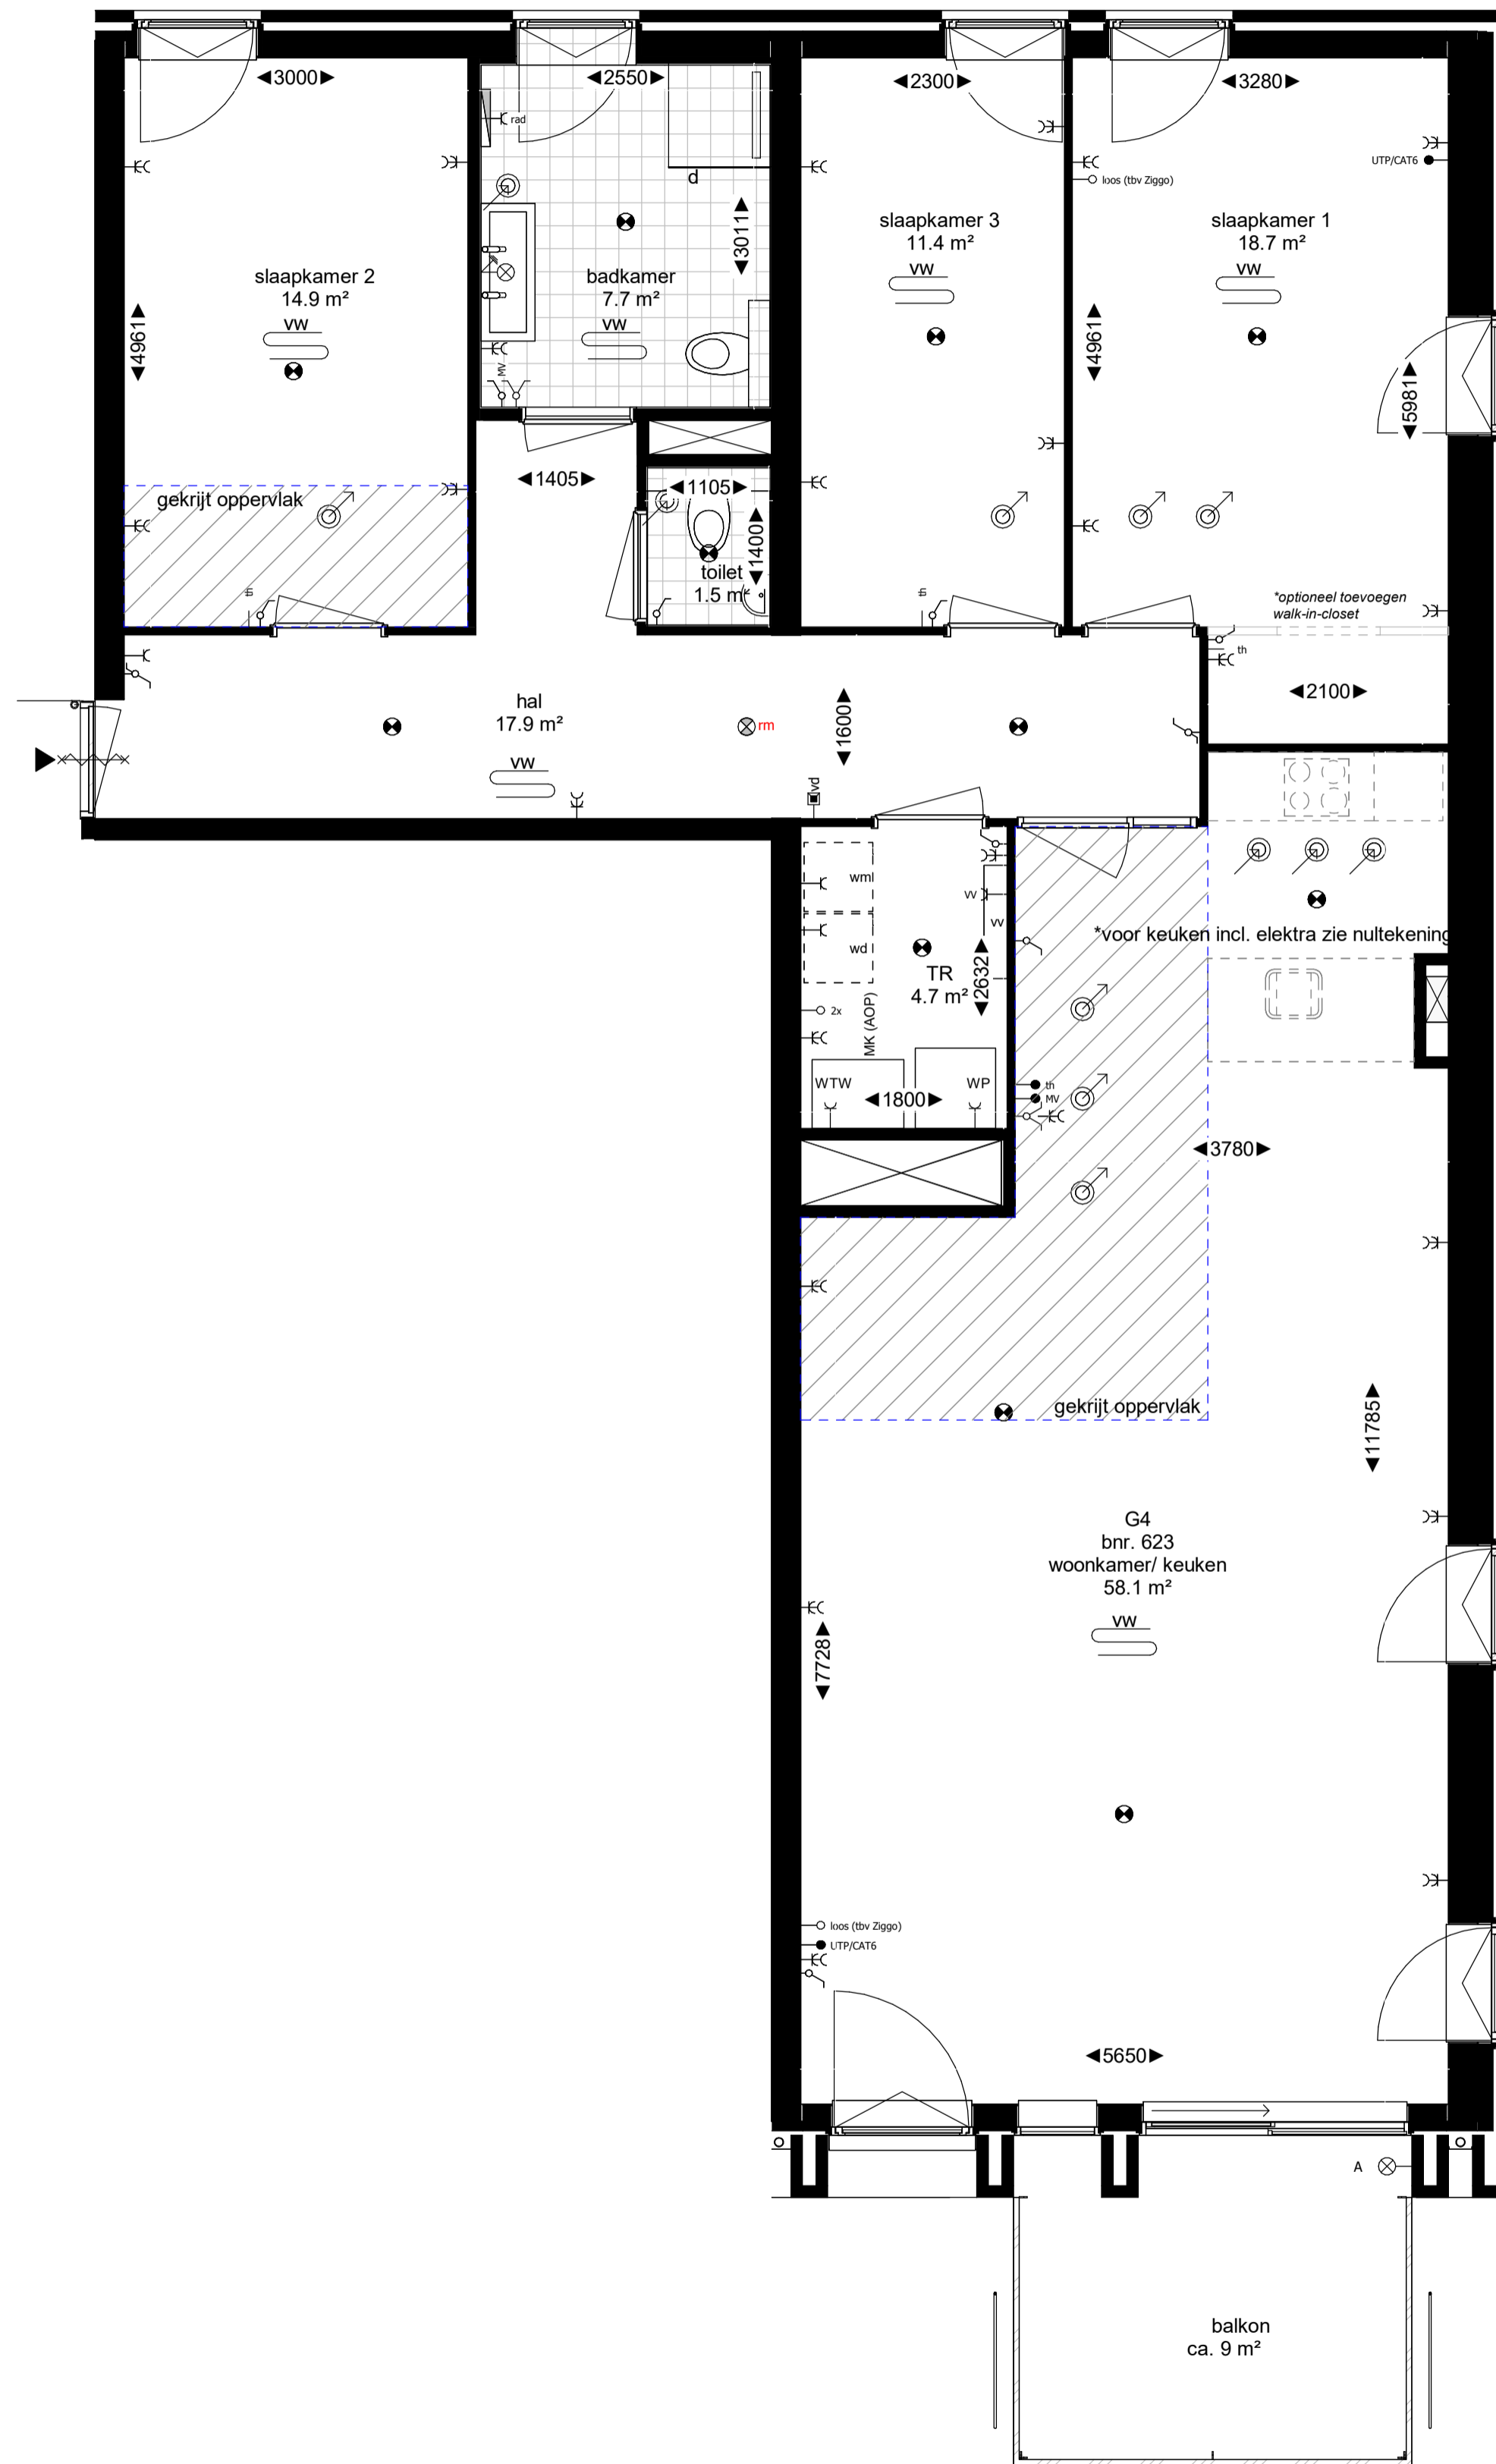 3000
2550
2300
3280
rad
UTP/CAT6
loos (tbv Ziggo)
d
3011
slaapkamer 3
11.4 m²
vw
slaapkamer 1
18.7 m²
vw
slaapkamer 2
14.9 m²
vw
badkamer
7.7 m²
vw
4961
4961
5981
MV
1405
1105
gekrijt oppervlak
1400
toilet
1.5 m²
th
th
*optioneel toevoegen
walk-in-closet
th
2100
hal
17.9 m²
rm
1600
vw
ivd
wm
vv
vv
wd
*voor keuken incl. elektra zie nultekening
TR
4.7 m²
2632
2x
MK (AOP)
WTW
WP
1800
th
MV
3780
gekrijt oppervlak
11785
G4
bnr. 623
woonkamer/ keuken
58.1 m²
vw
7728
loos (tbv Ziggo)
UTP/CAT6
5650
A
balkon
ca. 9 m²